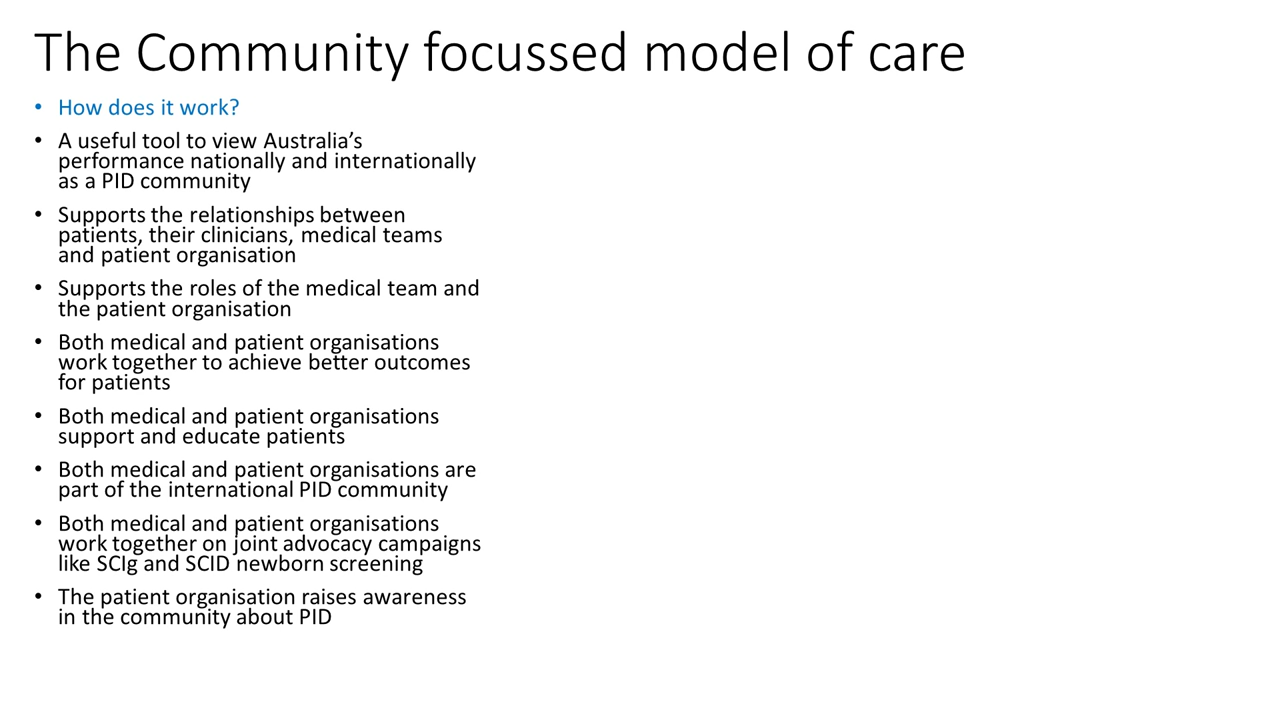 The Community focussed model of care
• How does it work?
• A useful tool to view Australia’s
performance nationally and internationally
as a PID community
• Supports the relationships between
patients, their clinicians, medical teams
and patient organisation
• Supports the roles of the medical team and
the patient organisation
• Both medical and patient organisations
work together to achieve better outcomes
for patients
• Both medical and patient organisations
support and educate patients
• Both medical and patient organisations are
part of the international PID community
• Both medical and patient organisations
work together on joint advocacy campaigns
like SCIg and SCID newborn screening
• The patient organisation raises awareness
in the community about PID